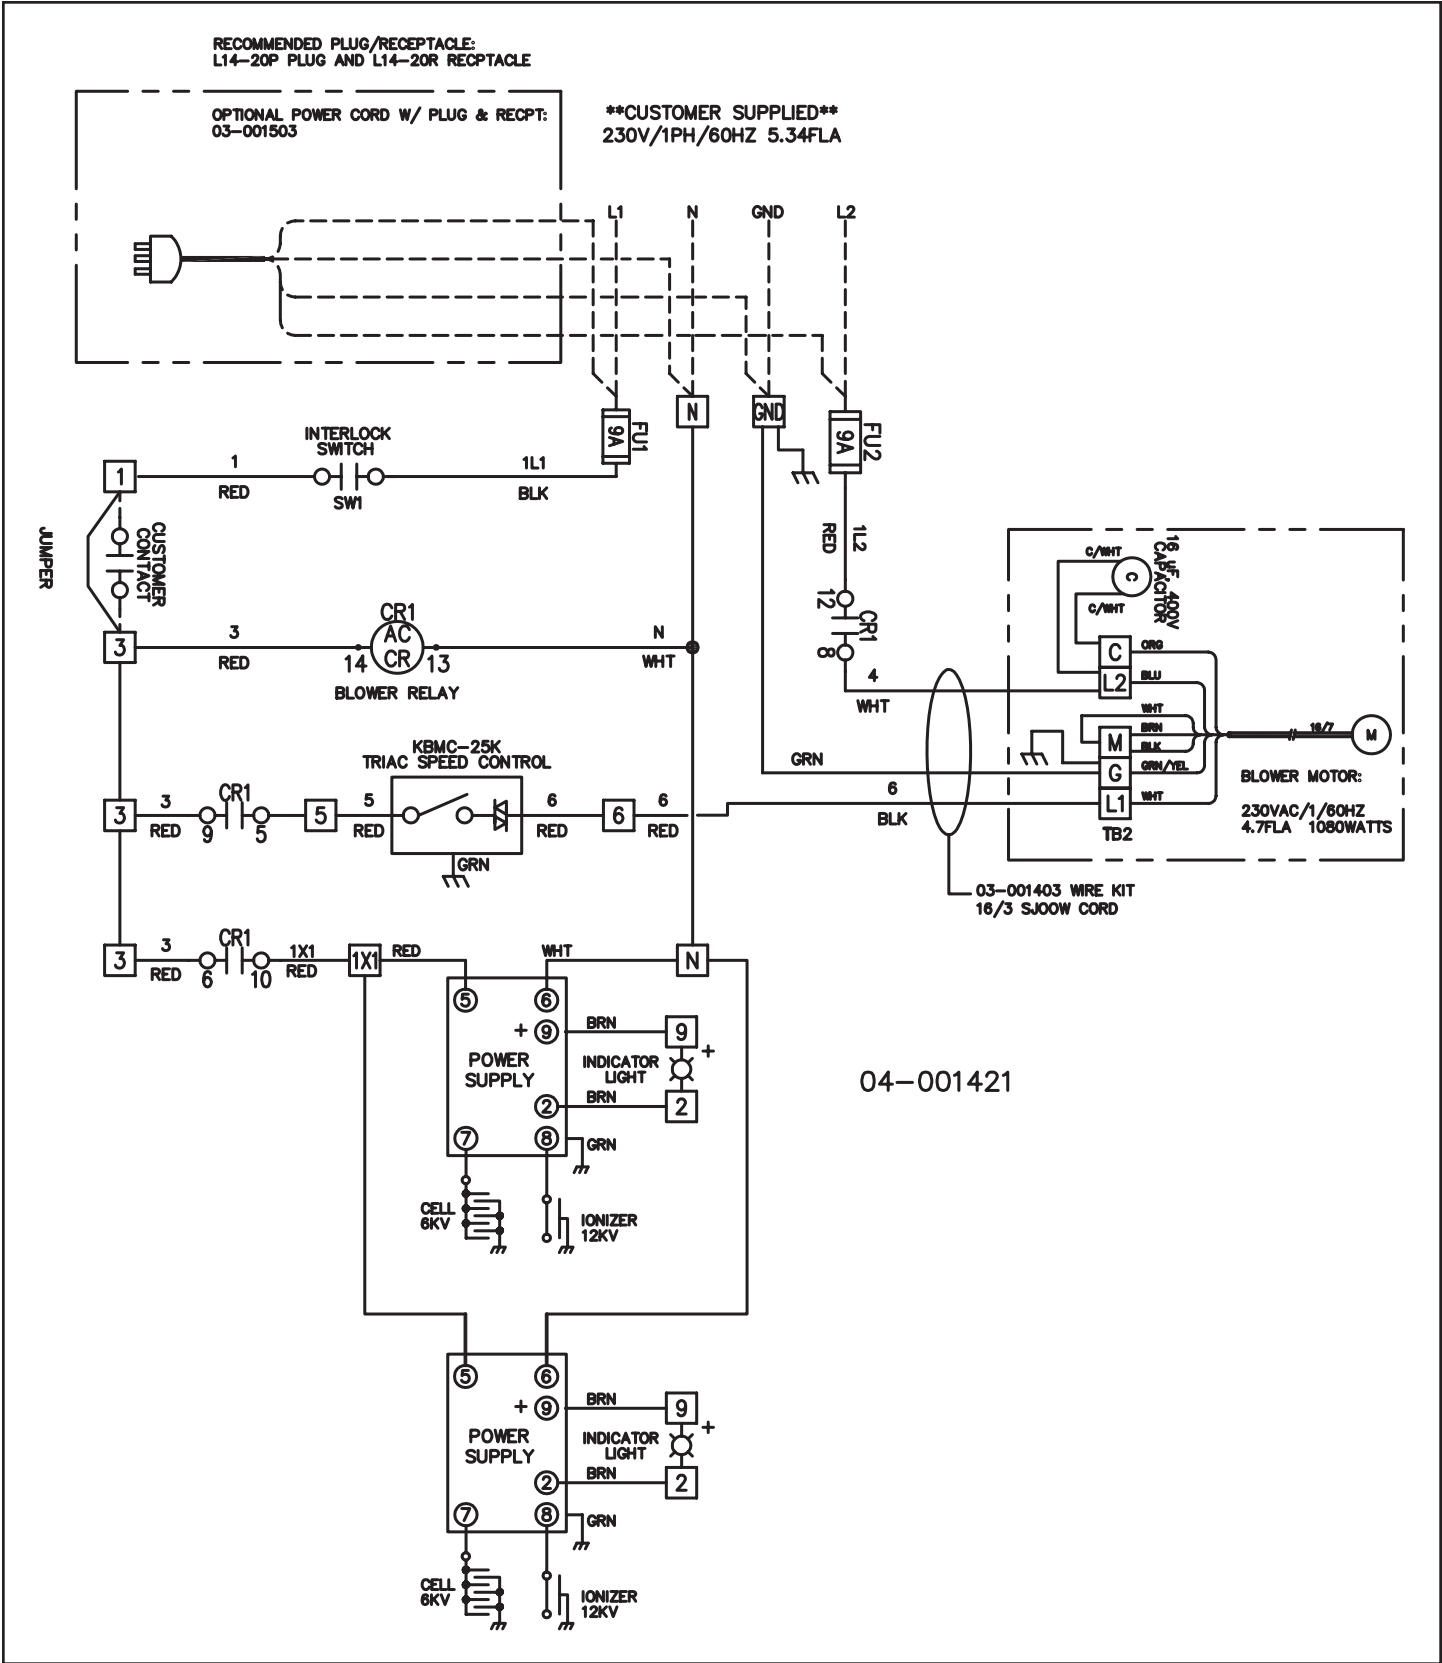 RECOMMENDED PLUG/RECEPTACLE:
L14-20P PLUG AND L14-20R RECPTACLE
OPTIONAL POWER CORD W/ PLUG & RECPT:
03-001503
**CUSTOMER SUPPLIED**
230V/1PH/60HZ 5.34FLA
L1
N
GND
L2
N
GND
9A
FU1
9A
FU2
INTERLOCK
SWITCH
SW1
1
1
RED
1L1
BLK
JUMPER
CUSTOMER
CONTACT
1L2
RED
12
CR1
8
4
WHT
3
3
RED
CR1
AC
CR
14
13
BLOWER RELAY
N
WHT
16 uF, 400V
CAPACITOR
C/WHT
C
C/WHT
C
ORG
L2
BLU
WHT
M
BRN
BLK
G
GRN/YEL
L1
WHT
TB2
16/7
M
BLOWER MOTOR:
230VAC/1/60HZ
4.7FLA 1080WATTS
KBMC-25K
TRIAC SPEED CONTROL
GRN
3
3
RED
CR1
9
5
5
5
RED
GRN
6
RED
6
6
RED
6
BLK
03-001403 WIRE KIT
16/3 SJOOW CORD
3
3
RED
CR1
6
10
1X1
RED
1X1
RED
WHT
N
5
6
+ 9
POWER
SUPPLY
2
7
8
BRN
9
+
INDICATOR
LIGHT
BRN
2
GRN
CELL
6KV
IONIZER
12KV
04-001421
5
6
+ 9
POWER
SUPPLY
2
7
8
BRN
9
+
INDICATOR
LIGHT
BRN
2
GRN
CELL
6KV
IONIZER
12KV